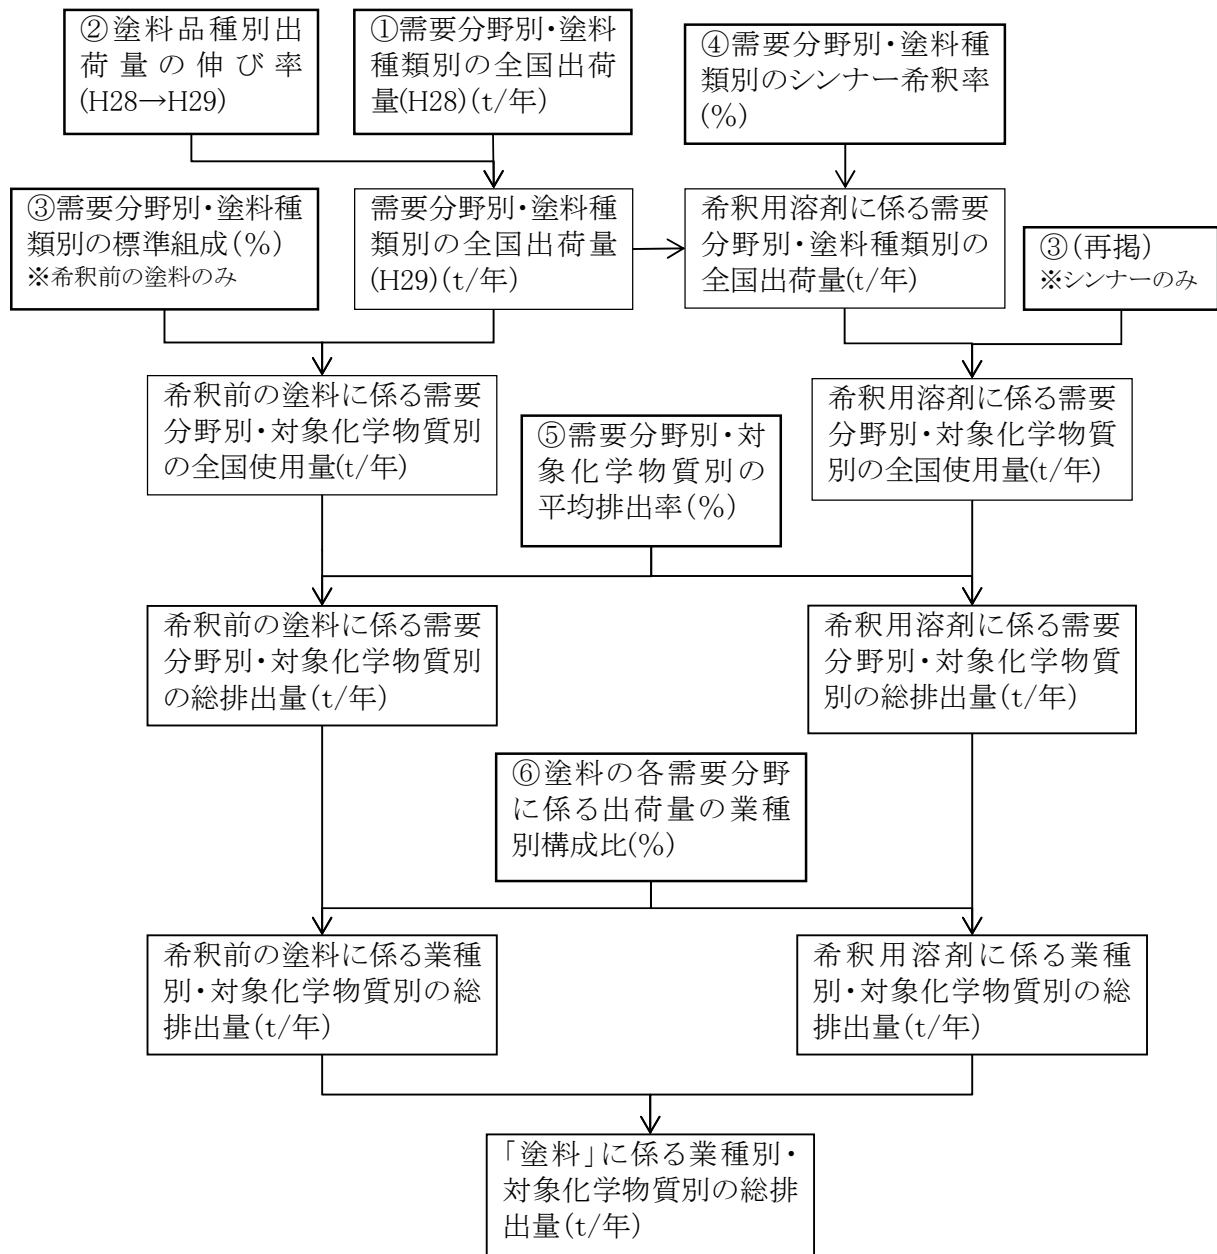 ②塗料品種別出
荷量の伸び率
(H28→H29)
①需要分野別・塗料
種類別の全国出荷
量(H28)(t/年)
④需要分野別・塗料種
類別のシンナー希釈率
(%)
③需要分野別・塗料種
類別の標準組成(%)
※希釈前の塗料のみ
需要分野別・塗料種
類別の全国出荷量
(H29)(t/年)
希釈用溶剤に係る需要
分野別・塗料種類別の
全国出荷量(t/年)
③(再掲)
※シンナーのみ
希釈前の塗料に係る需要
分野別・対象化学物質別
の全国使用量(t/年)
⑤需要分野別・対
象化学物質別の
平均排出率(%)
希釈用溶剤に係る需要
分野別・対象化学物質
別の全国使用量(t/年)
希釈前の塗料に係る需要
分野別・対象化学物質別
の総排出量(t/年)
希釈用溶剤に係る需要
分野別・対象化学物質
別の総排出量(t/年)
⑥塗料の各需要分野
に係る出荷量の業種
別構成比(%)
希釈前の塗料に係る業種
別・対象化学物質別の総
排出量(t/年)
希釈用溶剤に係る業種
別・対象化学物質別の総
排出量(t/年)
「塗料」に係る業種別・
対象化学物質別の総排
出量(t/年)